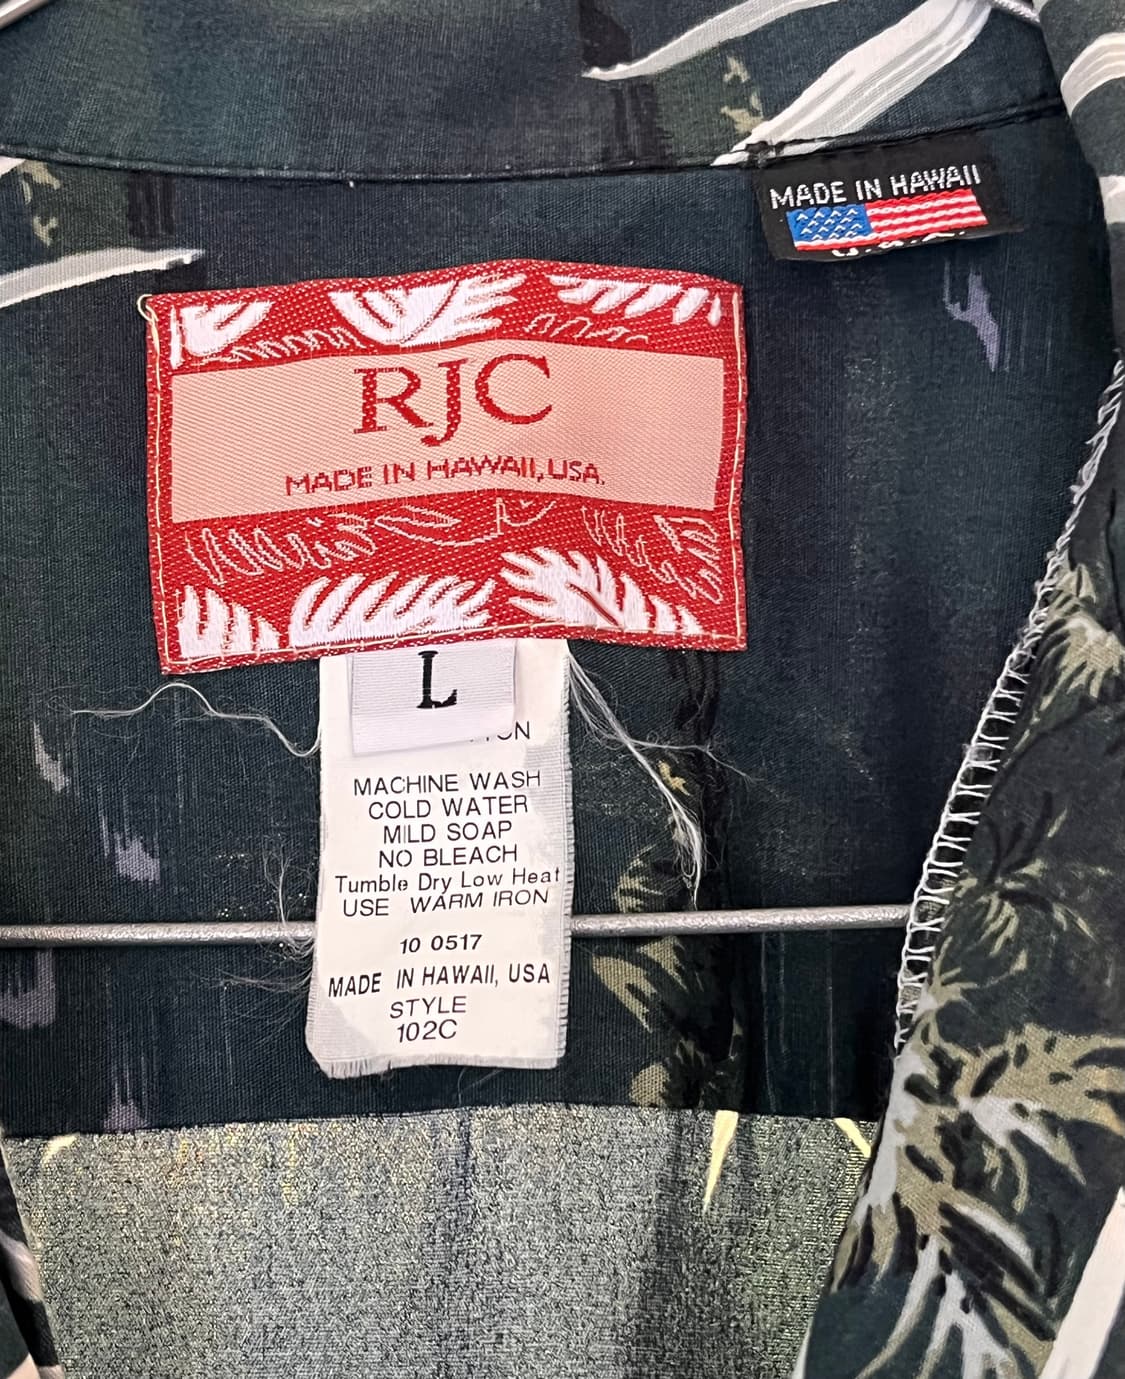 MADE IN HAWAII
RJC
MADE IN HAWAII, USA.
L
MACHINE WASH
COLD WATER
MILD SOAP
NO BLEACH
Tumble Dry Low Heat
USE WARM IRON
10 0517
MADE IN HAWAII, USA
STYLE
102C